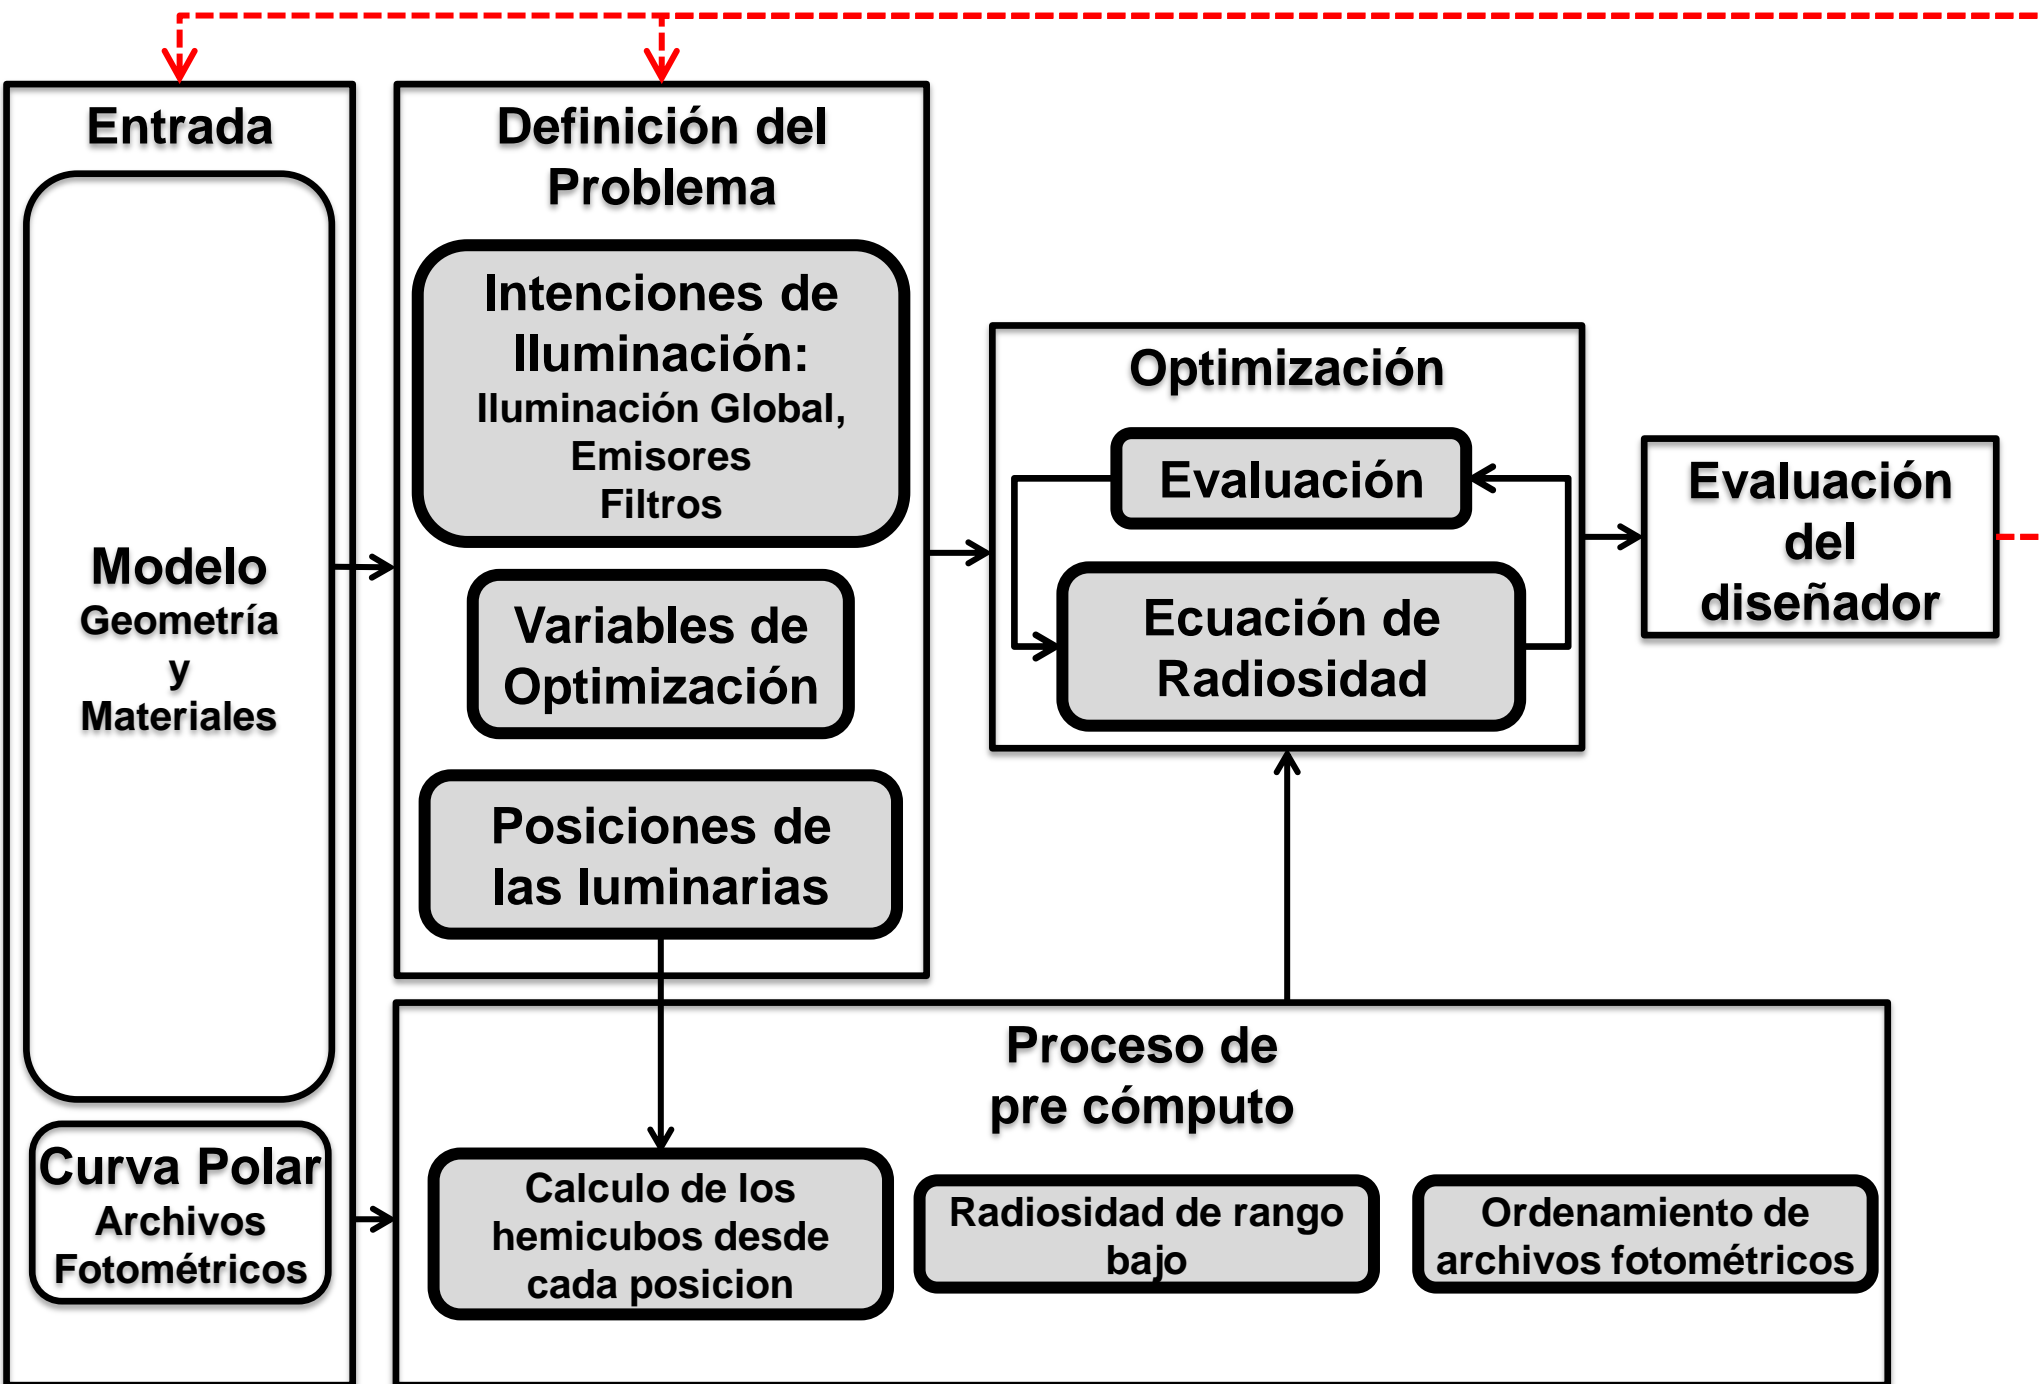 Entrada
Modelo
Geometría
y
Materiales
Curva Polar
Archivos
Fotométricos
Definición del
Problema
Intenciones de
Iluminación:
Iluminación Global,
Emisores
Filtros
Variables de
Optimización
Posiciones de
las luminarias
Optimización
Evaluación
Ecuación de
Radiosidad
Evaluación
del
diseñador
Proceso de
pre cómputo
Calculo de los
hemicubos desde
cada posicion
Radiosidad de rango
bajo
Ordenamiento de
archivos fotométricos